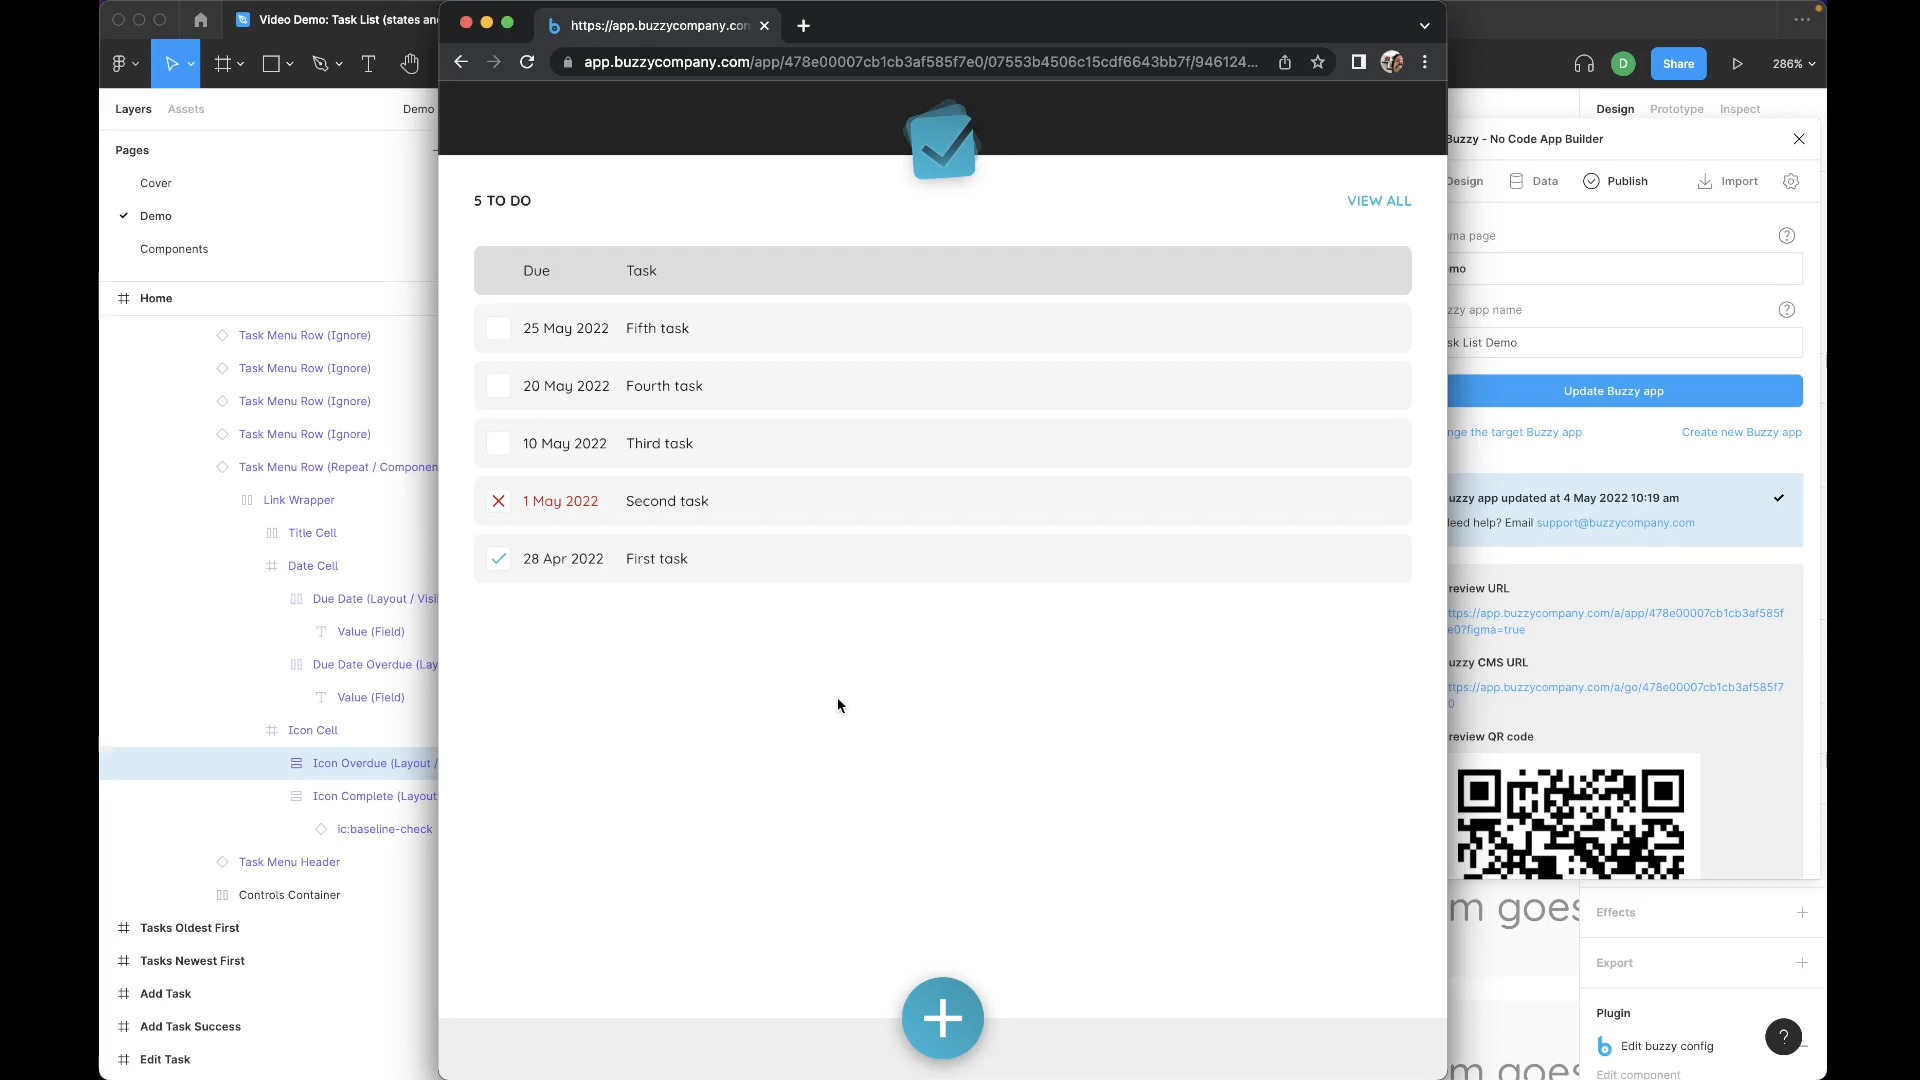 Video Demo: Task List (states and
https://app.buzzycompany.con
app.buzzycompany.com/app/478e00007cb1cb3af585f7e0/07553b4506c15cdf6643bb7f/946124...
D
Share
286%
Layers
Assets
Demo
Pages
Cover
Demo
Components
Home
Task Menu Row (Ignore)
Task Menu Row (Ignore)
Task Menu Row (Ignore)
Task Menu Row (Ignore)
Task Menu Row (Repeat / Componen
Link Wrapper
Title Cell
Date Cell
Due Date (Layout / Visi
Value (Field)
Due Date Overdue (Lay
Value (Field)
Icon Cell
Icon Overdue (Layout /
Icon Complete (Layout
ic:baseline-check
Task Menu Header
Controls Container
Tasks Oldest First
Tasks Newest First
Add Task
Add Task Success
Edit Task
5 TO DO
VIEW ALL
Due
Task
25 May 2022
Fifth task
20 May 2022
Fourth task
10 May 2022
Third task
1 May 2022
Second task
28 Apr 2022
First task
Design
Prototype
Inspect
Buzzy - No Code App Builder
Design
Data
Publish
Import
ma page
mo
zzy app name
sk List Demo
Update Buzzy app
nge the target Buzzy app
Create new Buzzy app
uzzy app updated at 4 May 2022 10:19 am
eed help? Email support@buzzycompany.com
review URL
ttps://app.buzzycompany.com/a/app/478e00007cb1cb3af585f
e0?figma=true
uzzy CMS URL
ttps://app.buzzycompany.com/a/go/478e00007cb1cb3af585f7
0
review QR code
m goes
Effects
Export
Plugin
Edit buzzy config
m goes
Edit component